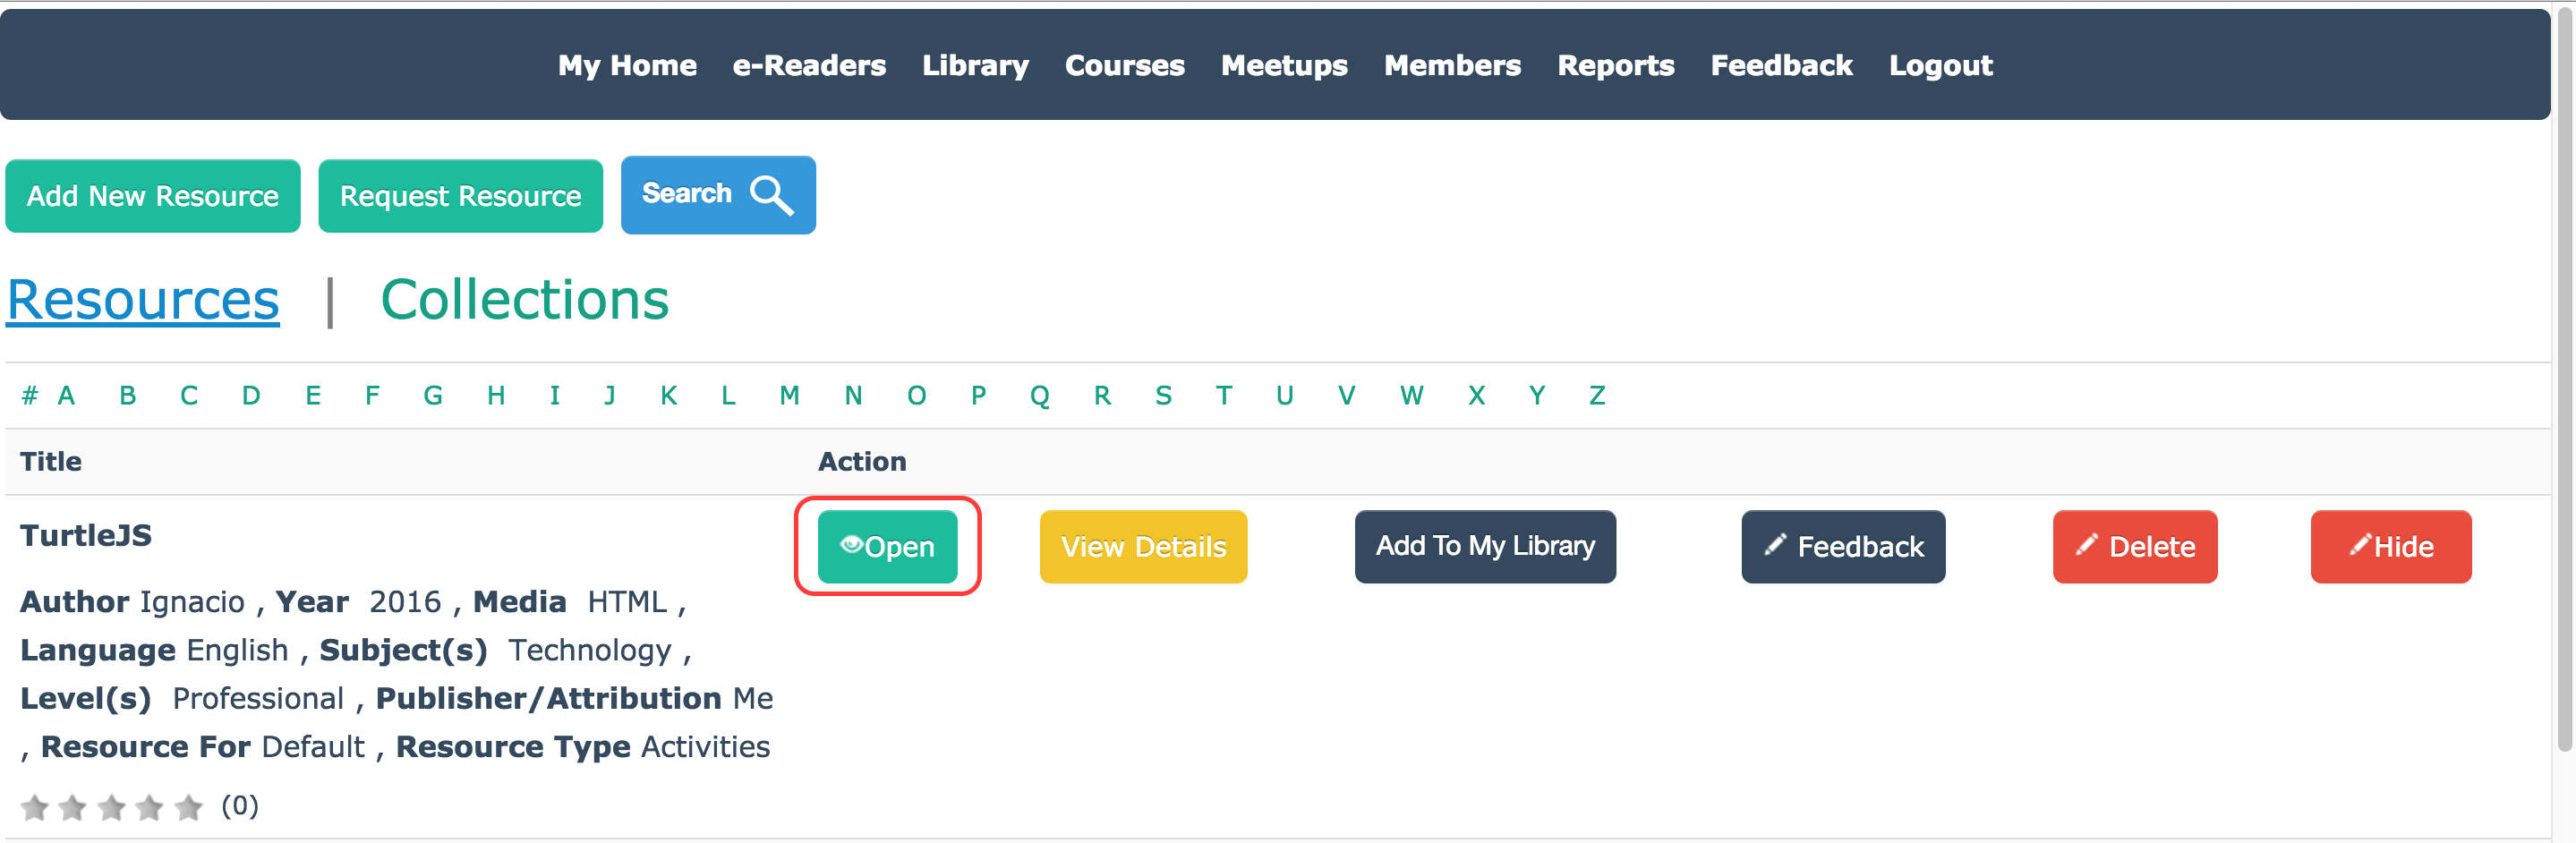 My Home e-Readers Library Courses Meetups Members Reports Feedback Logout
Add New Resource Request Resource Search
Resources | Collections
# A B C D E F G H I J K L M N O P Q R S T U V W X Y Z
Title Action
TurtleJS Open View Details Add To My Library Feedback Delete Hide
Author Ignacio , Year 2016 , Media HTML ,
Language English , Subject(s) Technology ,
Level(s) Professional , Publisher/Attribution Me
, Resource For Default , Resource Type Activities
(0)